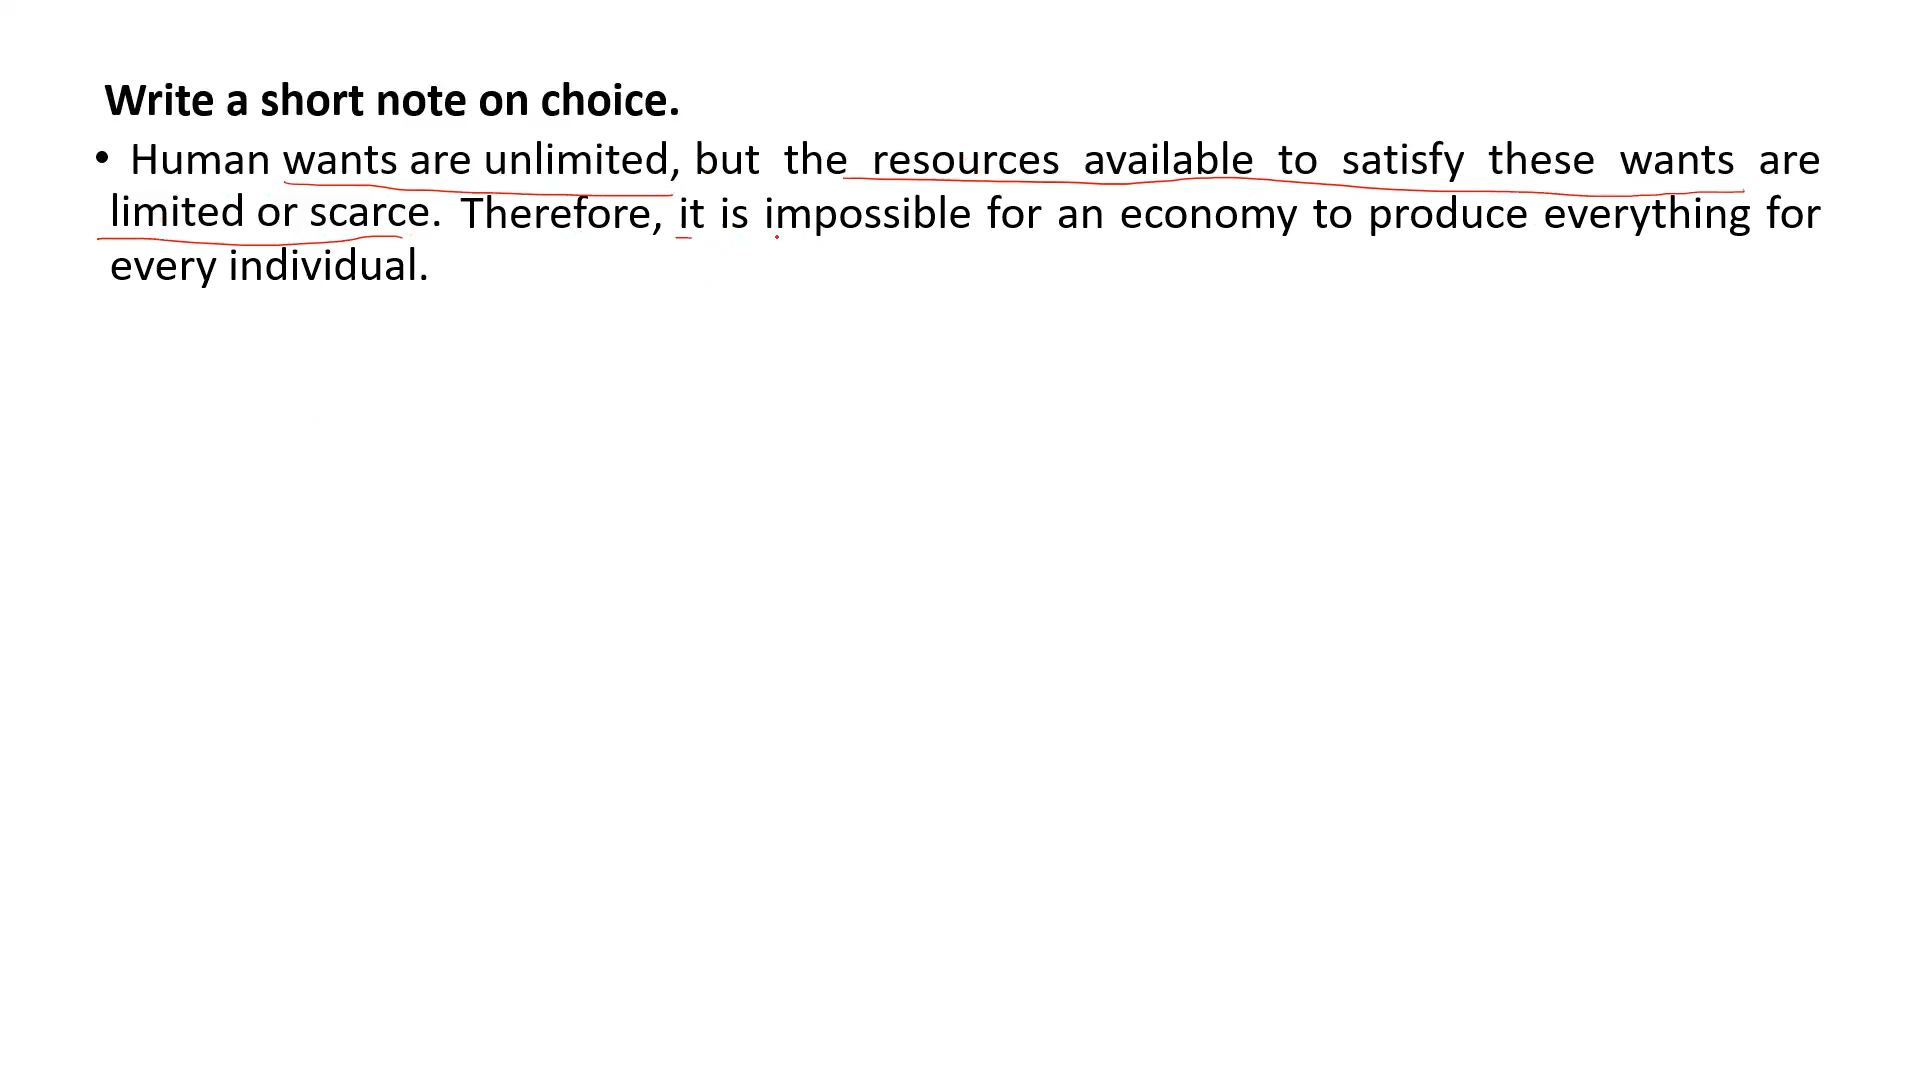 Write a short note on choice.
• Human wants are unlimited, but the resources available to satisfy these wants are
limited or scarce. Therefore, it is impossible for an economy to produce everything for
every individual.